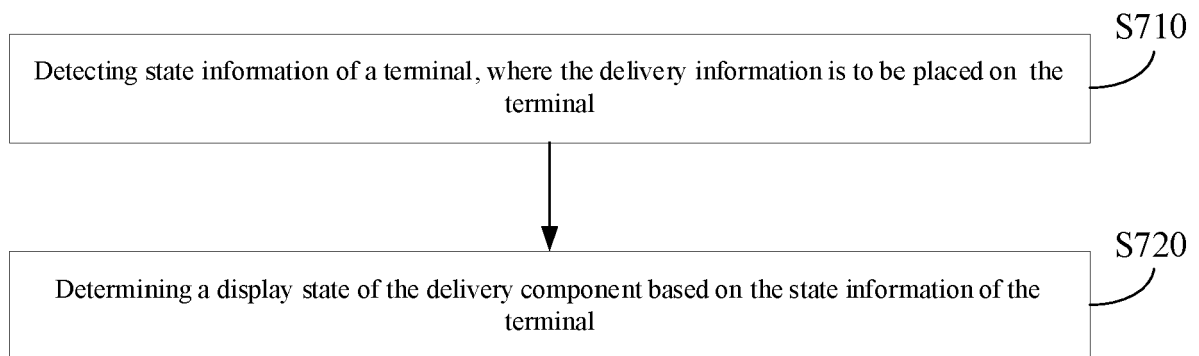 S710
Detecting state information of a terminal, where the delivery information is to be placed on the
terminal
S720
Determining a display state of the delivery component based on the state information of the
terminal